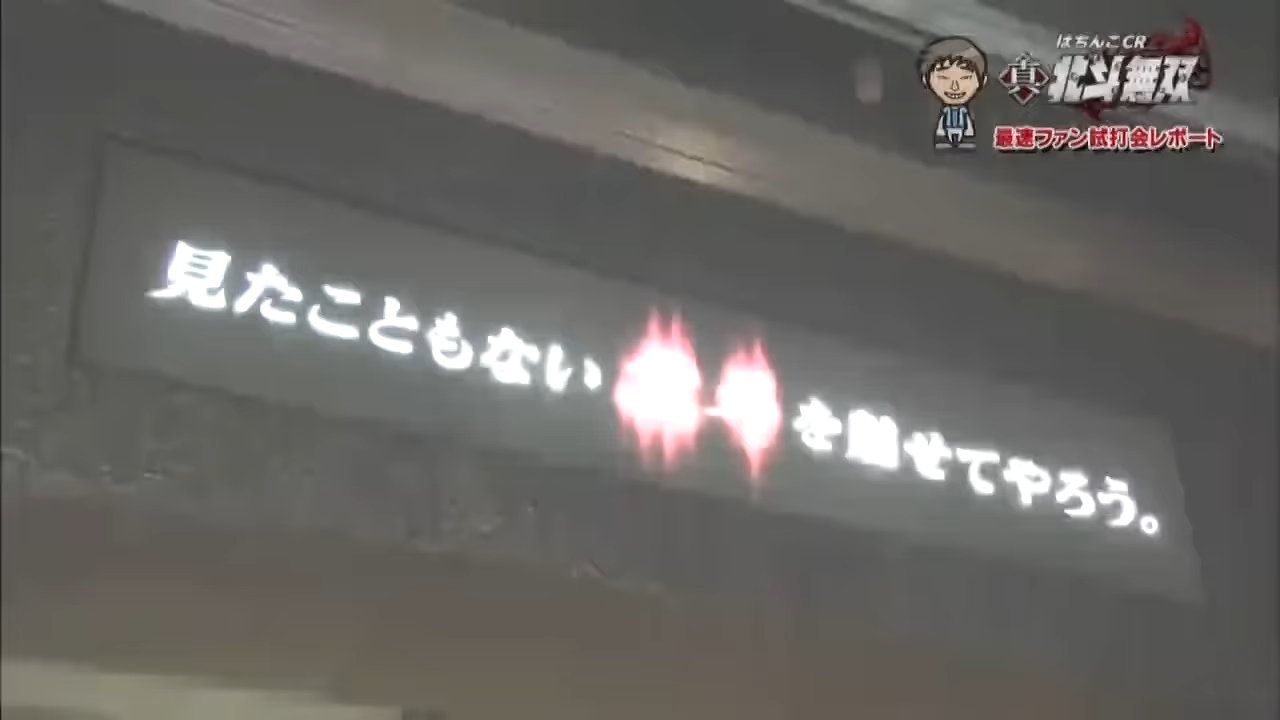 ぱちんこCR
真 北斗無双
最速ファン試打会レポート
見たこともない
を魅せてやろう。